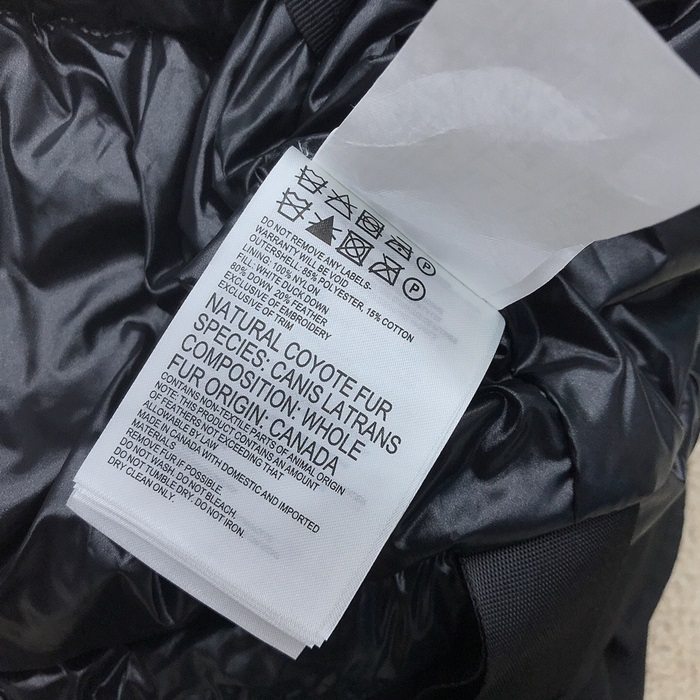 DO NOT REMOVE ANY LABELS-
WARRANTY WILL BE VOID
OUTERSHELL: 85% POLYESTER, 15% COTTON
LINING: 100% NYLON
FILL: WHITE DUCK DOWN
80% DOWN 20% FEATHER
EXCLUSIVE OF EMBROIDERY
EXCLUSIVE OF TRIM
NATURAL COYOTE FUR
SPECIES: CANIS LATRANS
COMPOSITION: WHOLE
FUR ORIGIN: CANADA
CONTAINS NON-TEXTILE PARTS OF ANIMAL ORIGIN
NOTE: THIS PRODUCT CONTAINS AN AMOUNT
OF FEATHERS NOT EXCEEDING THAT
ALLOWABLE BY LAW
MADE IN CANADA WITH DOMESTIC AND IMPORTED
MATERIALS
REMOVE FUR IF POSSIBLE.
DO NOT WASH. DO NOT BLEACH.
DO NOT TUMBLE DRY. DO NOT IRON.
DRY CLEAN ONLY.